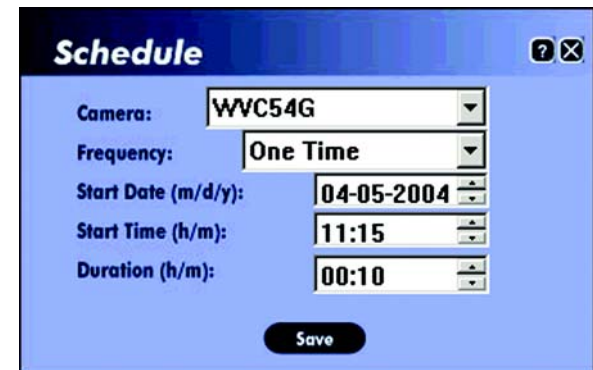 Schedule ? X
Camera: WVC54G
Frequency: One Time
Start Date (m/d/y): 04-05-2004
Start Time (h/m): 11:15
Duration (h/m): 00:10
Save